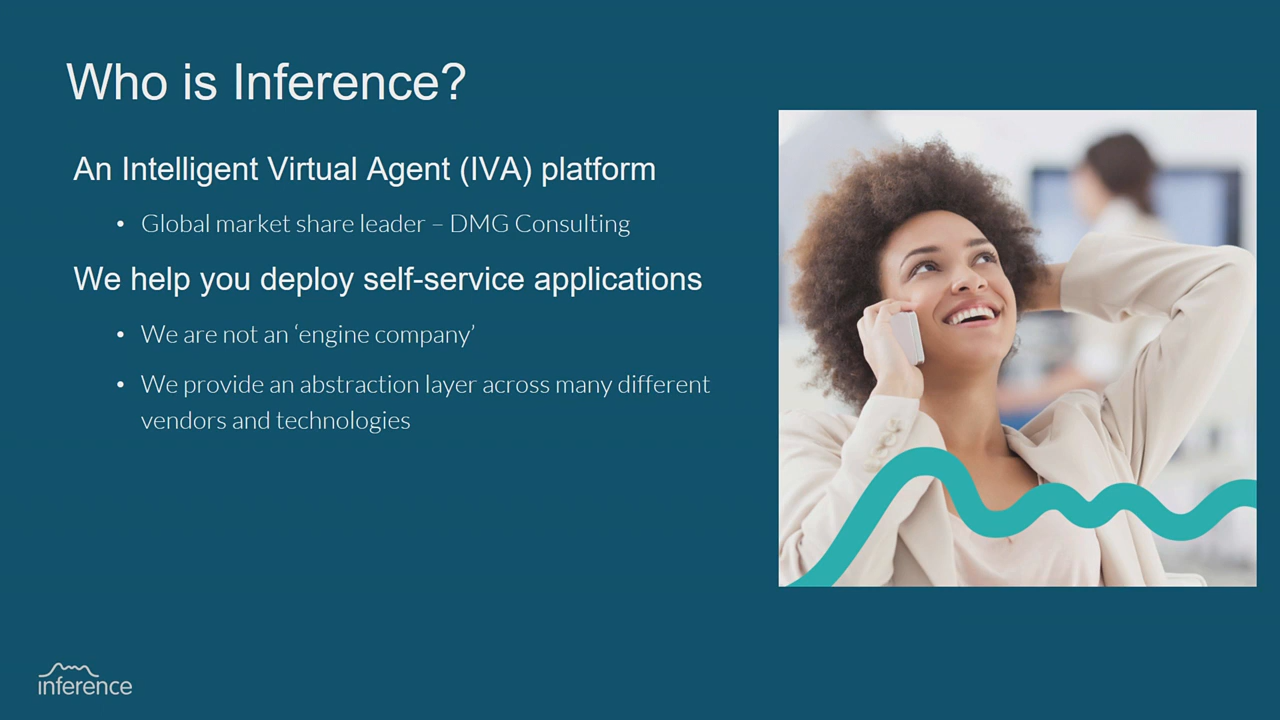 Who is Inference?
An Intelligent Virtual Agent (IVA) platform
• Global market share leader – DMG Consulting
We help you deploy self-service applications
• We are not an ‘engine company’
• We provide an abstraction layer across many different
vendors and technologies
inference